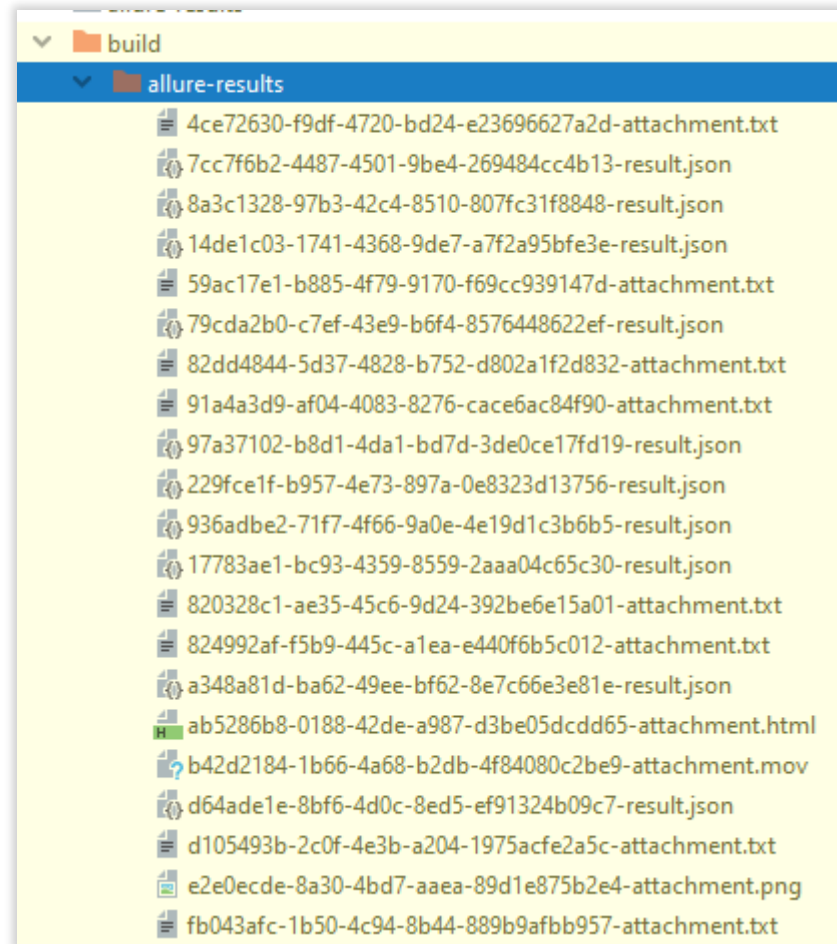 build
allure-results
4ce72630-f9df-4720-bd24-e23696627a2d-attachment.txt
7cc7f6b2-4487-4501-9be4-269484cc4b13-result.json
8a3c1328-97b3-42c4-8510-807fc31f8848-result.json
14de1c03-1741-4368-9de7-a7f2a95bfe3e-result.json
59ac17e1-b885-4f79-9170-f69cc939147d-attachment.txt
79cda2b0-c7ef-43e9-b6f4-8576448622ef-result.json
82dd4844-5d37-4828-b752-d802a1f2d832-attachment.txt
91a4a3d9-af04-4083-8276-cace6ac84f90-attachment.txt
97a37102-b8d1-4da1-bd7d-3de0ce17fd19-result.json
229fce1f-b957-4e73-897a-0e8323d13756-result.json
936adbe2-71f7-4f66-9a0e-4e19d1c3b6b5-result.json
17783ae1-bc93-4359-8559-2aaa04c65c30-result.json
820328c1-ae35-45c6-9d24-392be6e15a01-attachment.txt
824992af-f5b9-445c-a1ea-e440f6b5c012-attachment.txt
a348a81d-ba62-49ee-bf62-8e7c66e3e81e-result.json
ab5286b8-0188-42de-a987-d3be05dcdd65-attachment.html
b42d2184-1b66-4a68-b2db-4f84080c2be9-attachment.mov
d64ade1e-8bf6-4d0c-8ed5-ef91324b09c7-result.json
d105493b-2c0f-4e3b-a204-1975acfe2a5c-attachment.txt
e2e0ecde-8a30-4bd7-aaea-89d1e875b2e4-attachment.png
fb043afc-1b50-4c94-8b44-889b9afbb957-attachment.txt